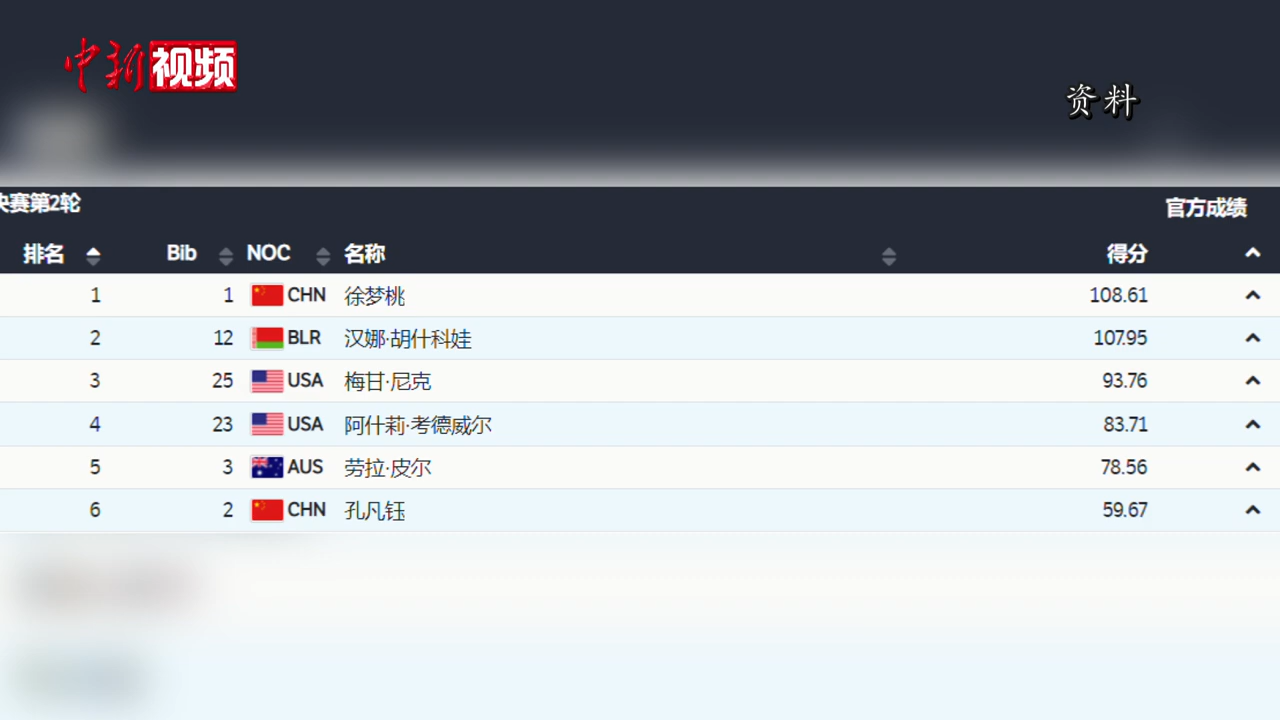 中新视频
资料
决赛第2轮
官方成绩
排名 Bib NOC 名称 得分
1 1 CHN 徐梦桃 108.61
2 12 BLR 汉娜·胡什科娃 107.95
3 25 USA 梅甘·尼克 93.76
4 23 USA 阿什莉·考德威尔 83.71
5 3 AUS 劳拉·皮尔 78.56
6 2 CHN 孔凡钰 59.67